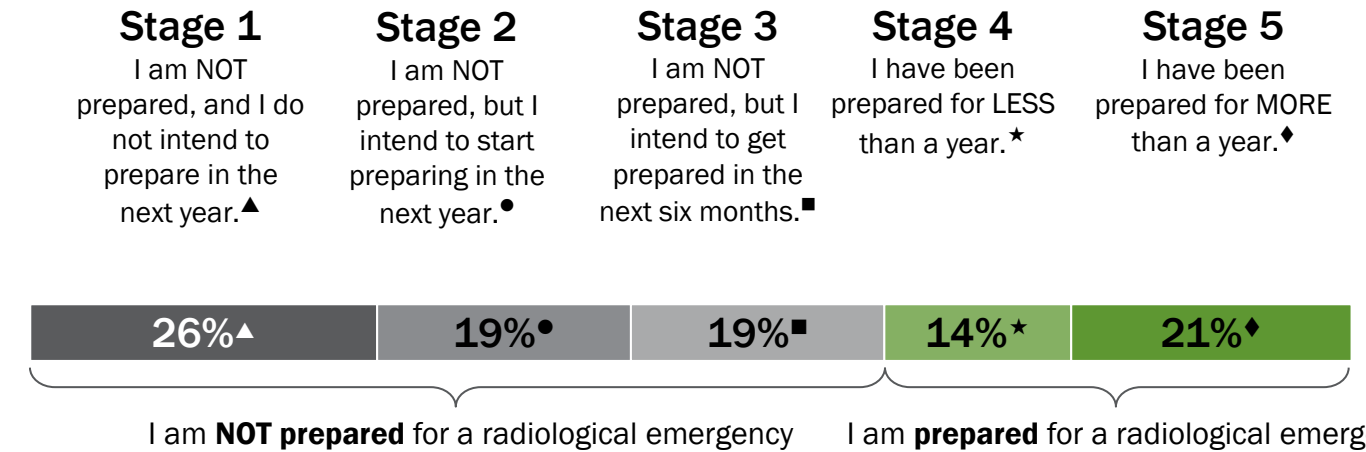 Stage 1
I am NOT
prepared, and I do
not intend to
prepare in the
next year.▲
Stage 2
I am NOT
prepared, but I
intend to start
preparing in the
next year.●
Stage 3
I am NOT
prepared, but I
intend to get
prepared in the
next six months.■
Stage 4
I have been
prepared for LESS
than a year.★
Stage 5
I have been
prepared for MORE
than a year.♦
26%▲
19%●
19%■
14%★
21%♦
I am NOT prepared for a radiological emergency
I am prepared for a radiological emerg